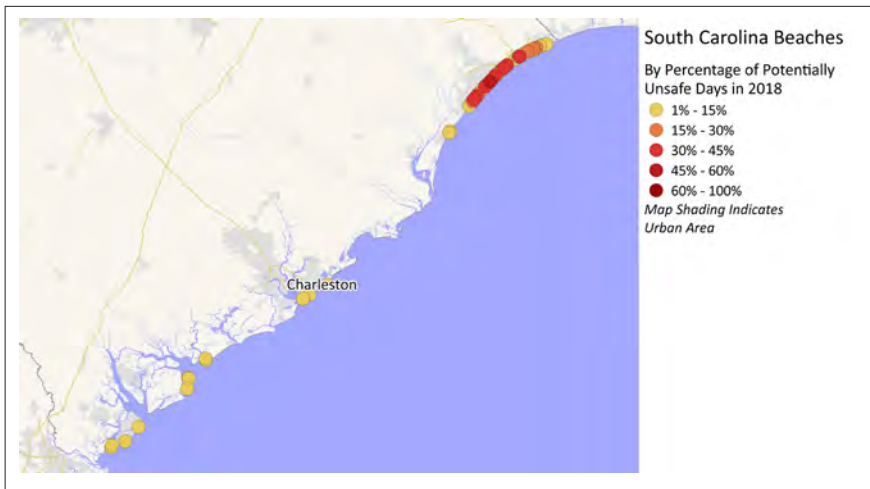 South Carolina Beaches
By Percentage of Potentially
Unsafe Days in 2018
1% - 15%
15% - 30%
30% - 45%
45% - 60%
60% - 100%
Map Shading Indicates
Urban Area
Charleston